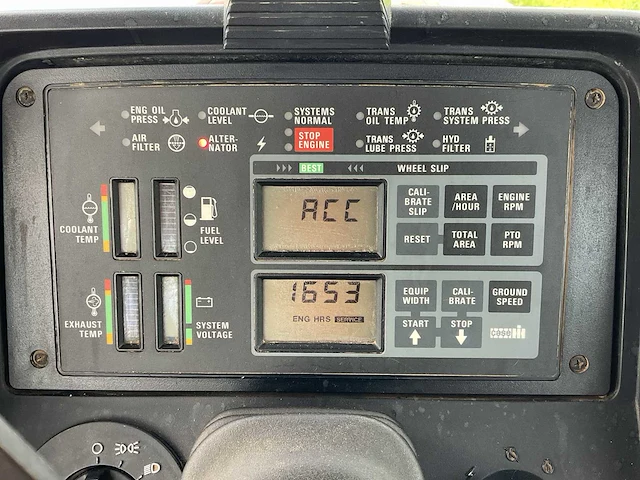 ENG OIL PRESS
COOLANT LEVEL
SYSTEMS NORMAL
TRANS OIL TEMP
TRANS SYSTEM PRESS
AIR FILTER
ALTER- NATOR
STOP ENGINE
TRANS LUBE PRESS
HYD FILTER
BEST
WHEEL SLIP
COOLANT TEMP
FUEL LEVEL
ACC
CALI- BRATE SLIP
AREA /HOUR
ENGINE RPM
RESET
TOTAL AREA
PTO RPM
EXHAUST TEMP
SYSTEM VOLTAGE
1653
ENG HRS SERVICE
EQUIP WIDTH
CALI- BRATE
GROUND SPEED
START
STOP
case IH